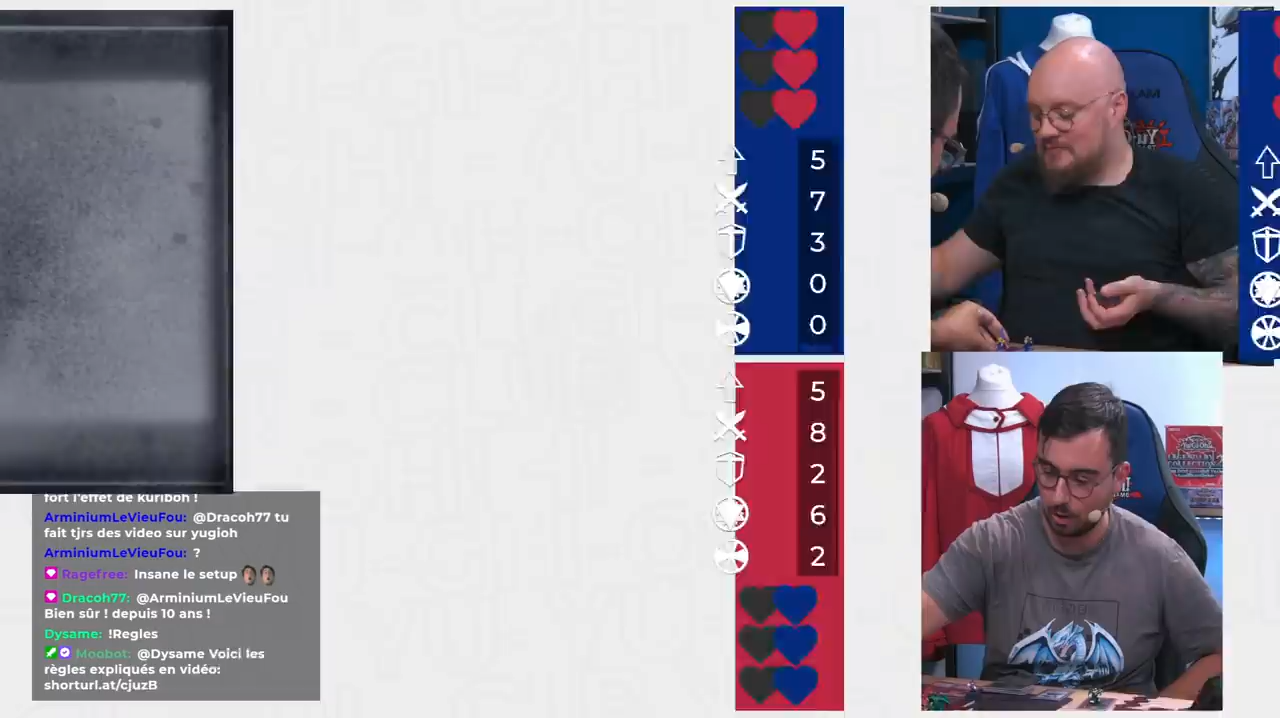 fort l'effet de kuriboh !
ArminiumLeVieuFou: @Dracoh77 tu
fait tjrs des video sur yugioh
ArminiumLeVieuFou: ?
Ragefree: Insane le setup
Dracoh77: @ArminiumLeVieuFou
Bien sûr ! depuis 10 ans !
Dysame: !Regles
Moobot: @Dysame Voici les
règles expliqués en vidéo:
shorturl.at/cjuzB
5
7
3
0
0
5
8
2
6
2